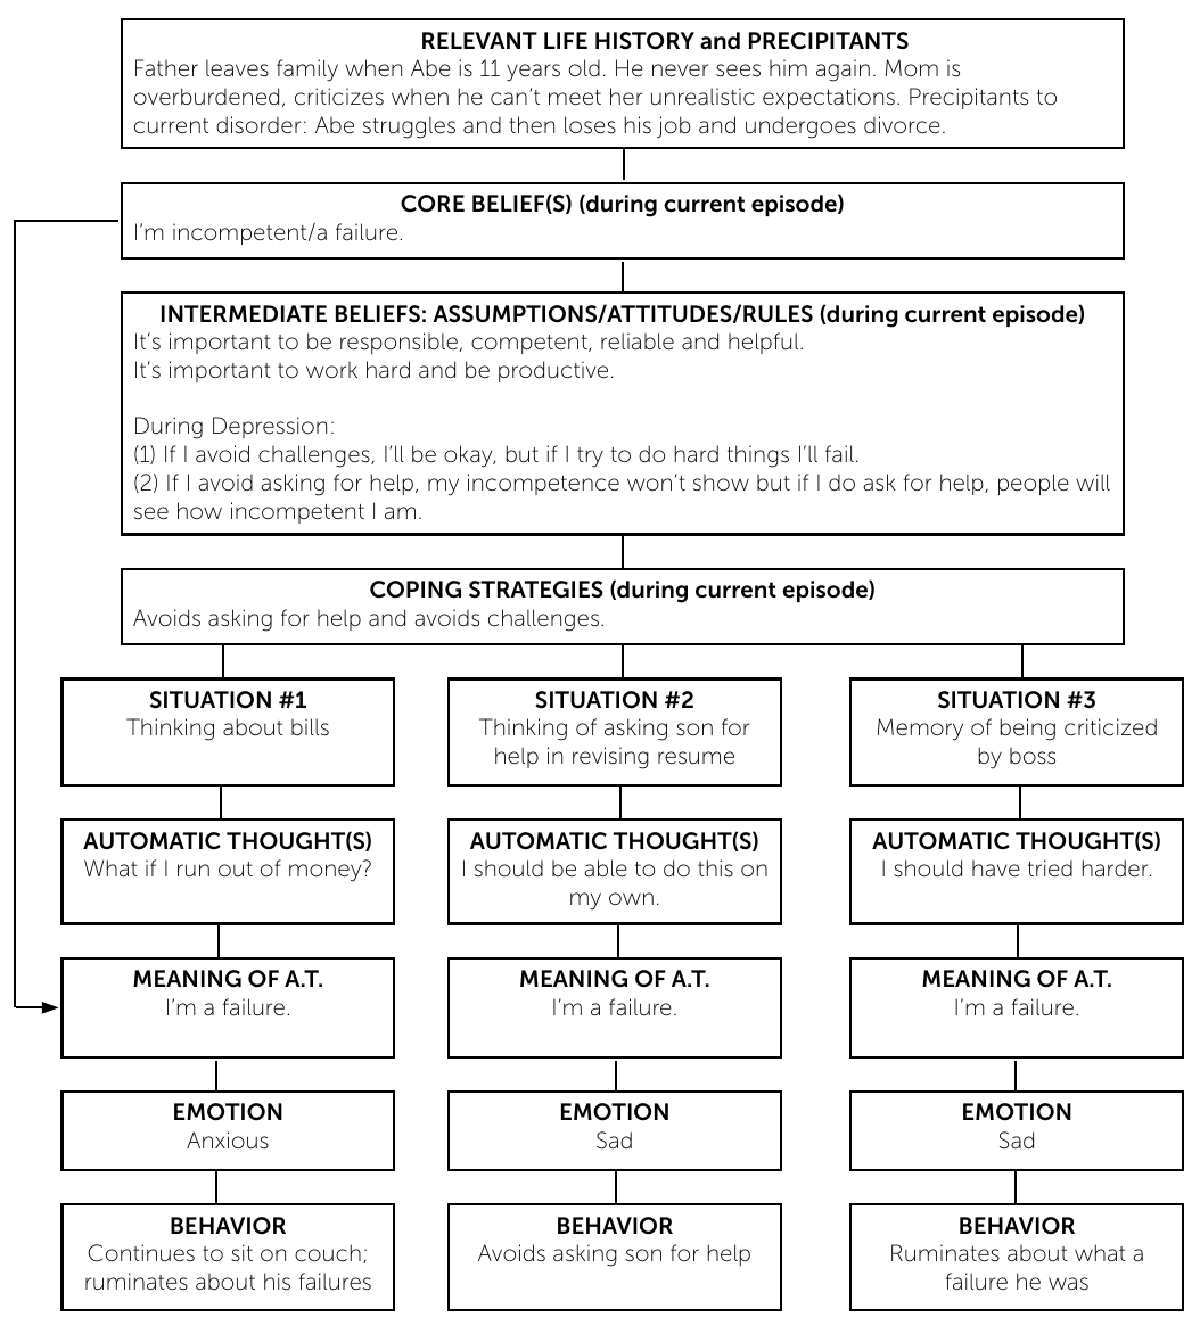 RELEVANT LIFE HISTORY and PRECIPITANTS
Father leaves family when Abe is 11 years old. He never sees him again. Mom is
overburdened, criticizes when he can't meet her unrealistic expectations. Precipitants to
current disorder: Abe struggles and then loses his job and undergoes divorce.
CORE BELIEF(S) (during current episode)
I'm incompetent/a failure.
INTERMEDIATE BELIEFS: ASSUMPTIONS/ATTITUDES/RULES (during current episode)
It's important to be responsible, competent, reliable and helpful.
It's important to work hard and be productive.
During Depression:
(1) If I avoid challenges, I'll be okay, but if I try to do hard things I'll fail.
(2) If I avoid asking for help, my incompetence won't show but if I do ask for help, people will
see how incompetent I am.
COPING STRATEGIES (during current episode)
Avoids asking for help and avoids challenges.
SITUATION #1
Thinking about bills
AUTOMATIC THOUGHT(S)
What if I run out of money?
MEANING OF A.T.
I'm a failure.
EMOTION
Anxious
BEHAVIOR
Continues to sit on couch;
ruminates about his failures
SITUATION #2
Thinking of asking son for
help in revising resume
AUTOMATIC THOUGHT(S)
I should be able to do this on
my own.
MEANING OF A.T.
I'm a failure.
EMOTION
Sad
BEHAVIOR
Avoids asking son for help
SITUATION #3
Memory of being criticized
by boss
AUTOMATIC THOUGHT(S)
I should have tried harder.
MEANING OF A.T.
I'm a failure.
EMOTION
Sad
BEHAVIOR
Ruminates about what a
failure he was